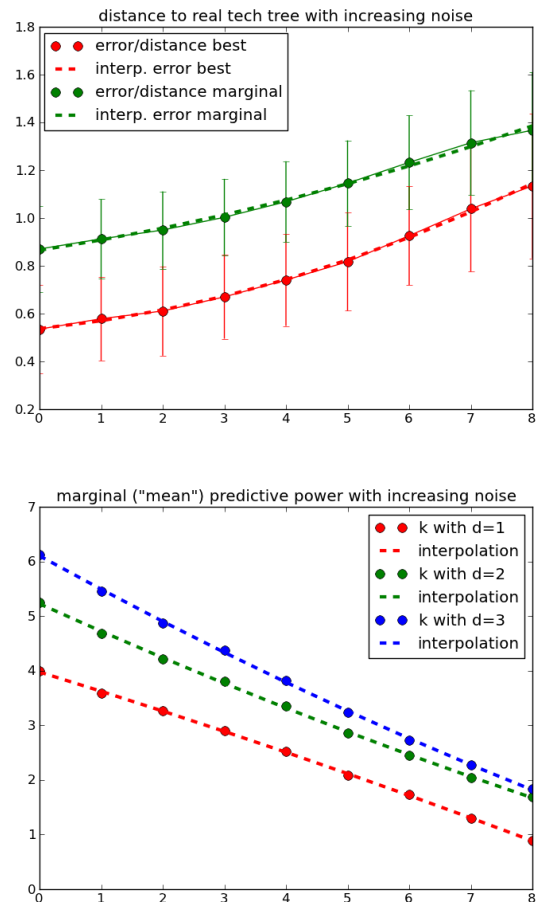 distance to real tech tree with increasing noise
1.8
1.6
1.4
1.2
1.0
0.8
0.6
0.4
0.2
error/distance best
interp. error best
error/distance marginal
interp. error marginal
0 1 2 3 4 5 6 7 8
marginal ("mean") predictive power with increasing noise
7
6
5
4
3
2
1
0
k with d=1
interpolation
k with d=2
interpolation
k with d=3
interpolation
0 1 2 3 4 5 6 7 8